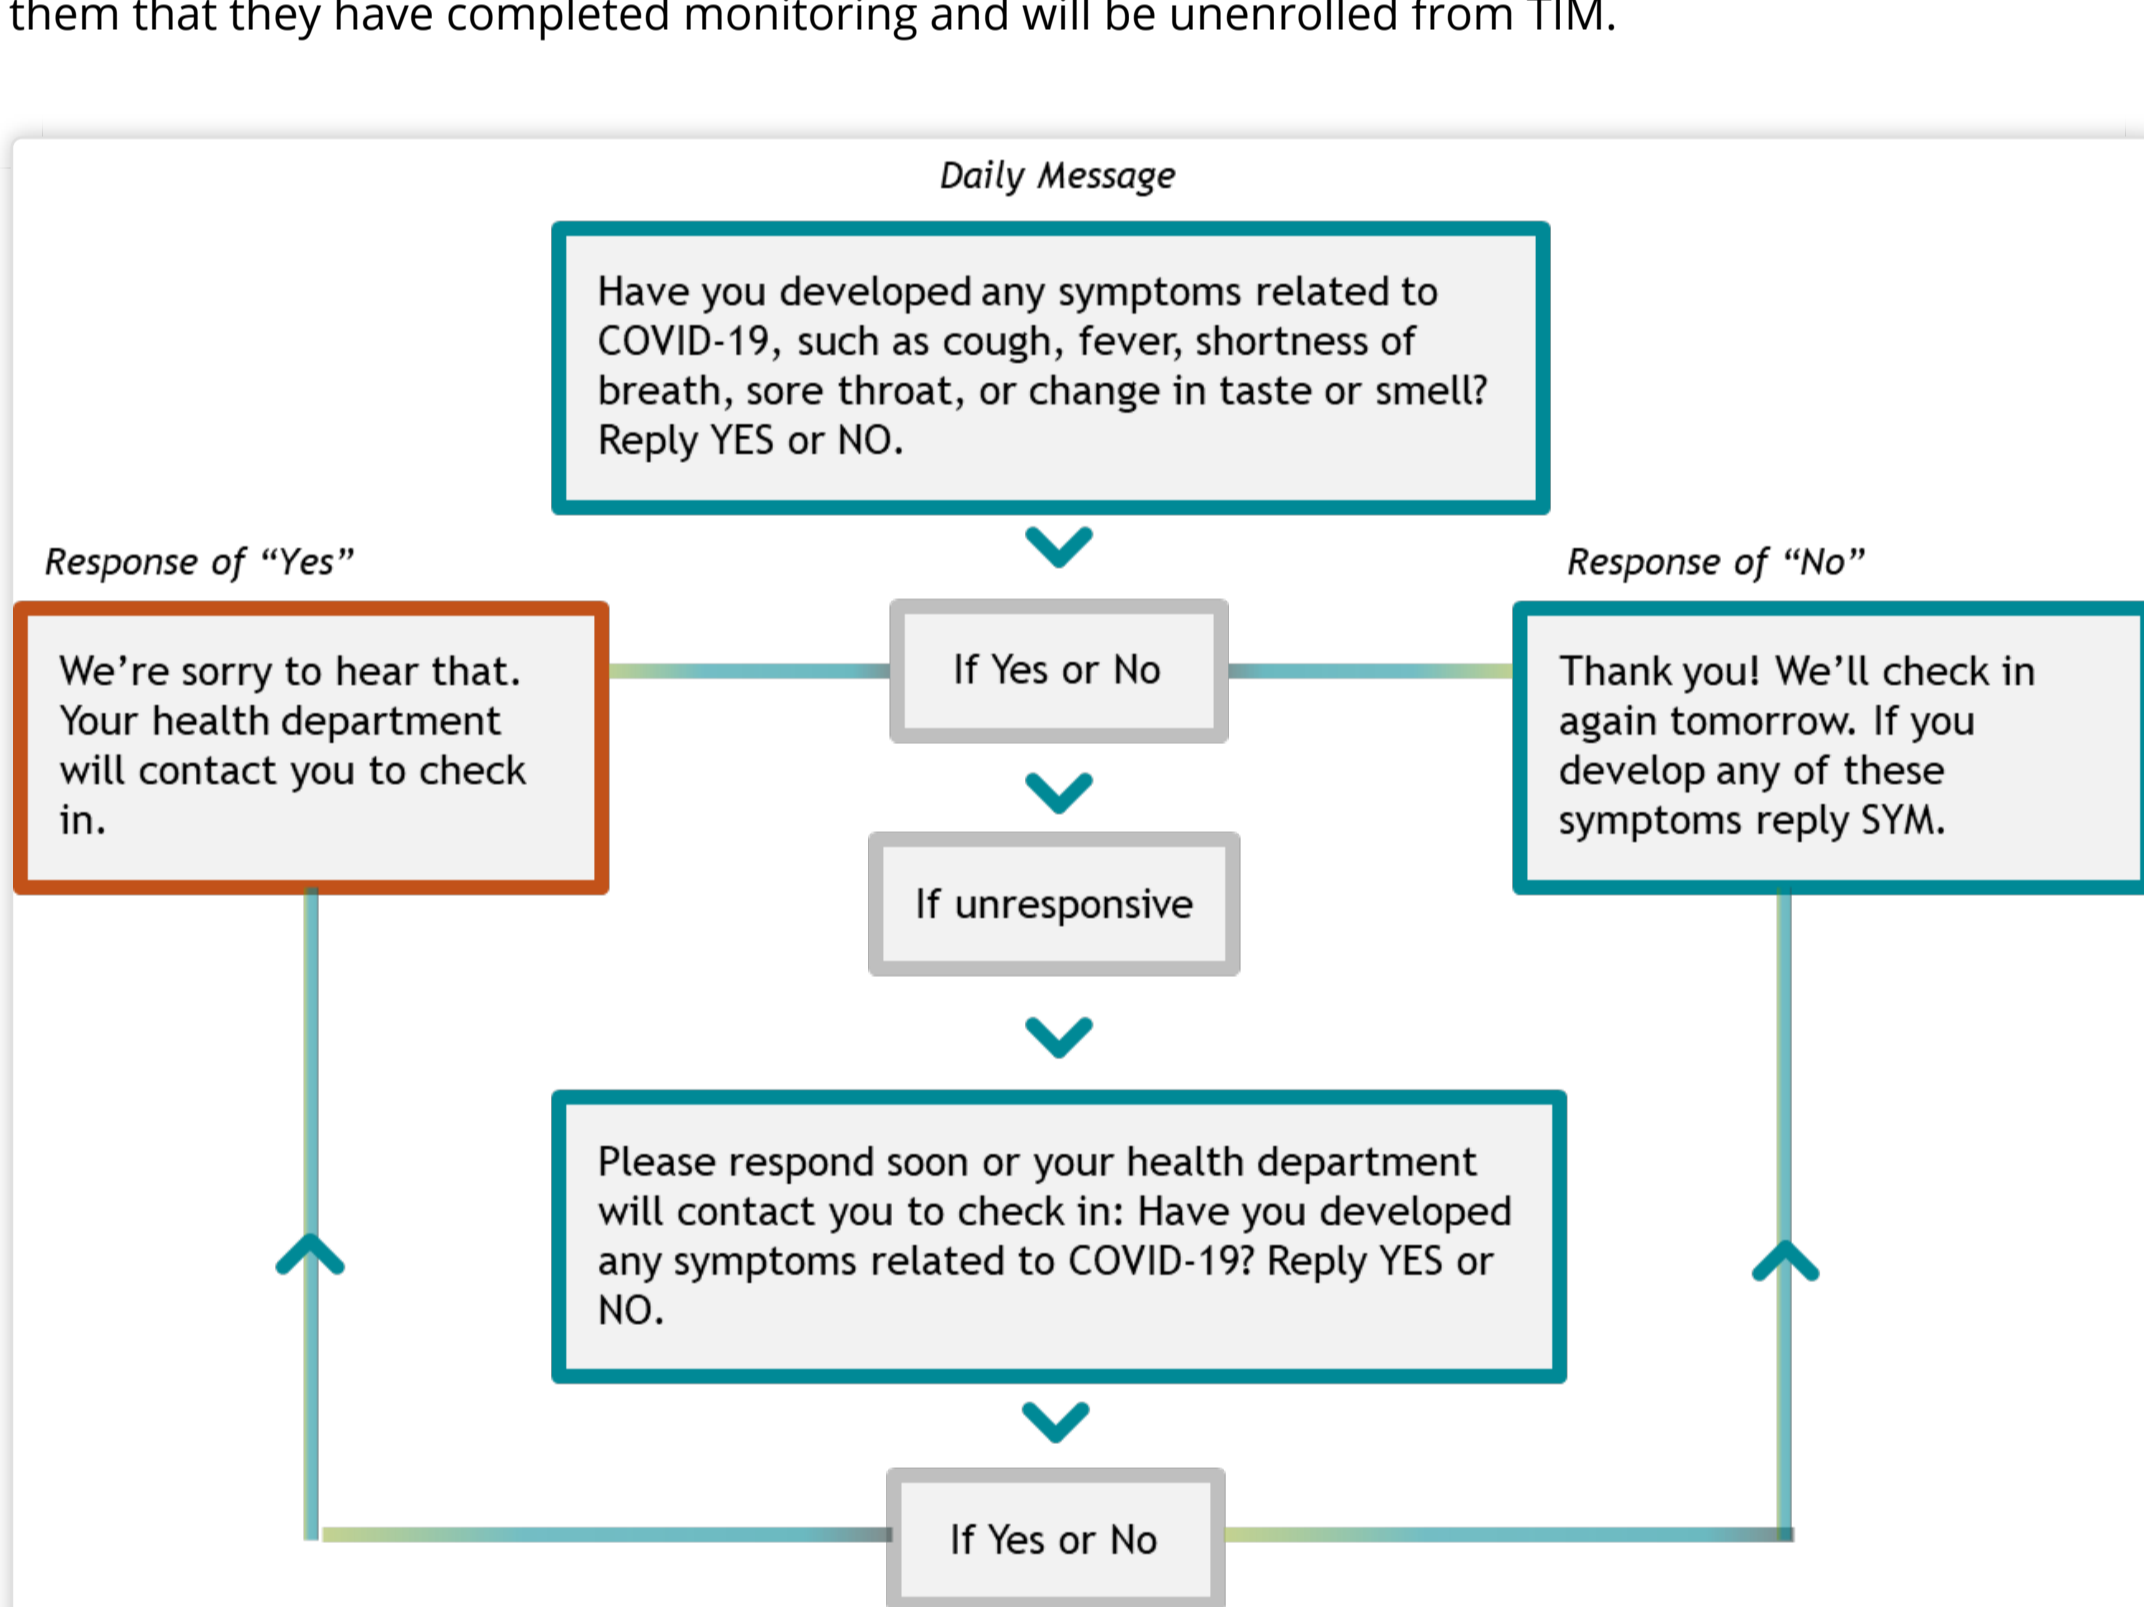 them that they have completed monitoring and will be unenrolled from TIM.
Daily Message
Have you developed any symptoms related to
COVID-19, such as cough, fever, shortness of
breath, sore throat, or change in taste or smell?
Reply YES or NO.
Response of “Yes”
Response of “No”
We’re sorry to hear that.
Your health department
will contact you to check
in.
If Yes or No
Thank you! We’ll check in
again tomorrow. If you
develop any of these
symptoms reply SYM.
If unresponsive
Please respond soon or your health department
will contact you to check in: Have you developed
any symptoms related to COVID-19? Reply YES or
NO.
If Yes or No